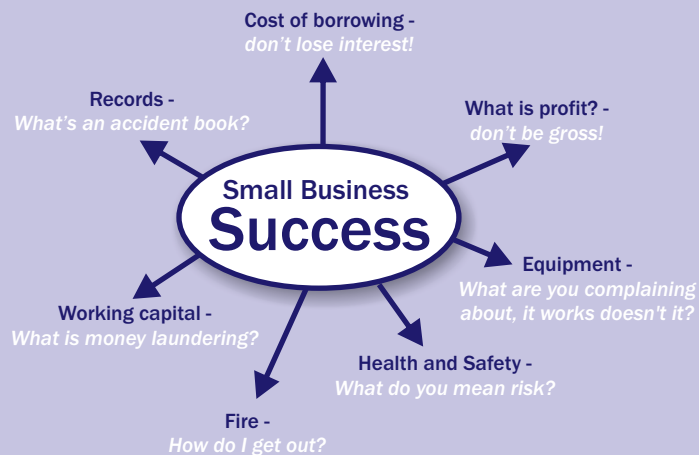 Cost of borrowing -
don't lose interest!
Records -
What's an accident book?
What is profit? -
don't be gross!
Small Business
Success
Equipment -
What are you complaining
about, it works doesn't it?
Working capital -
What is money laundering?
Health and Safety -
What do you mean risk?
Fire -
How do I get out?